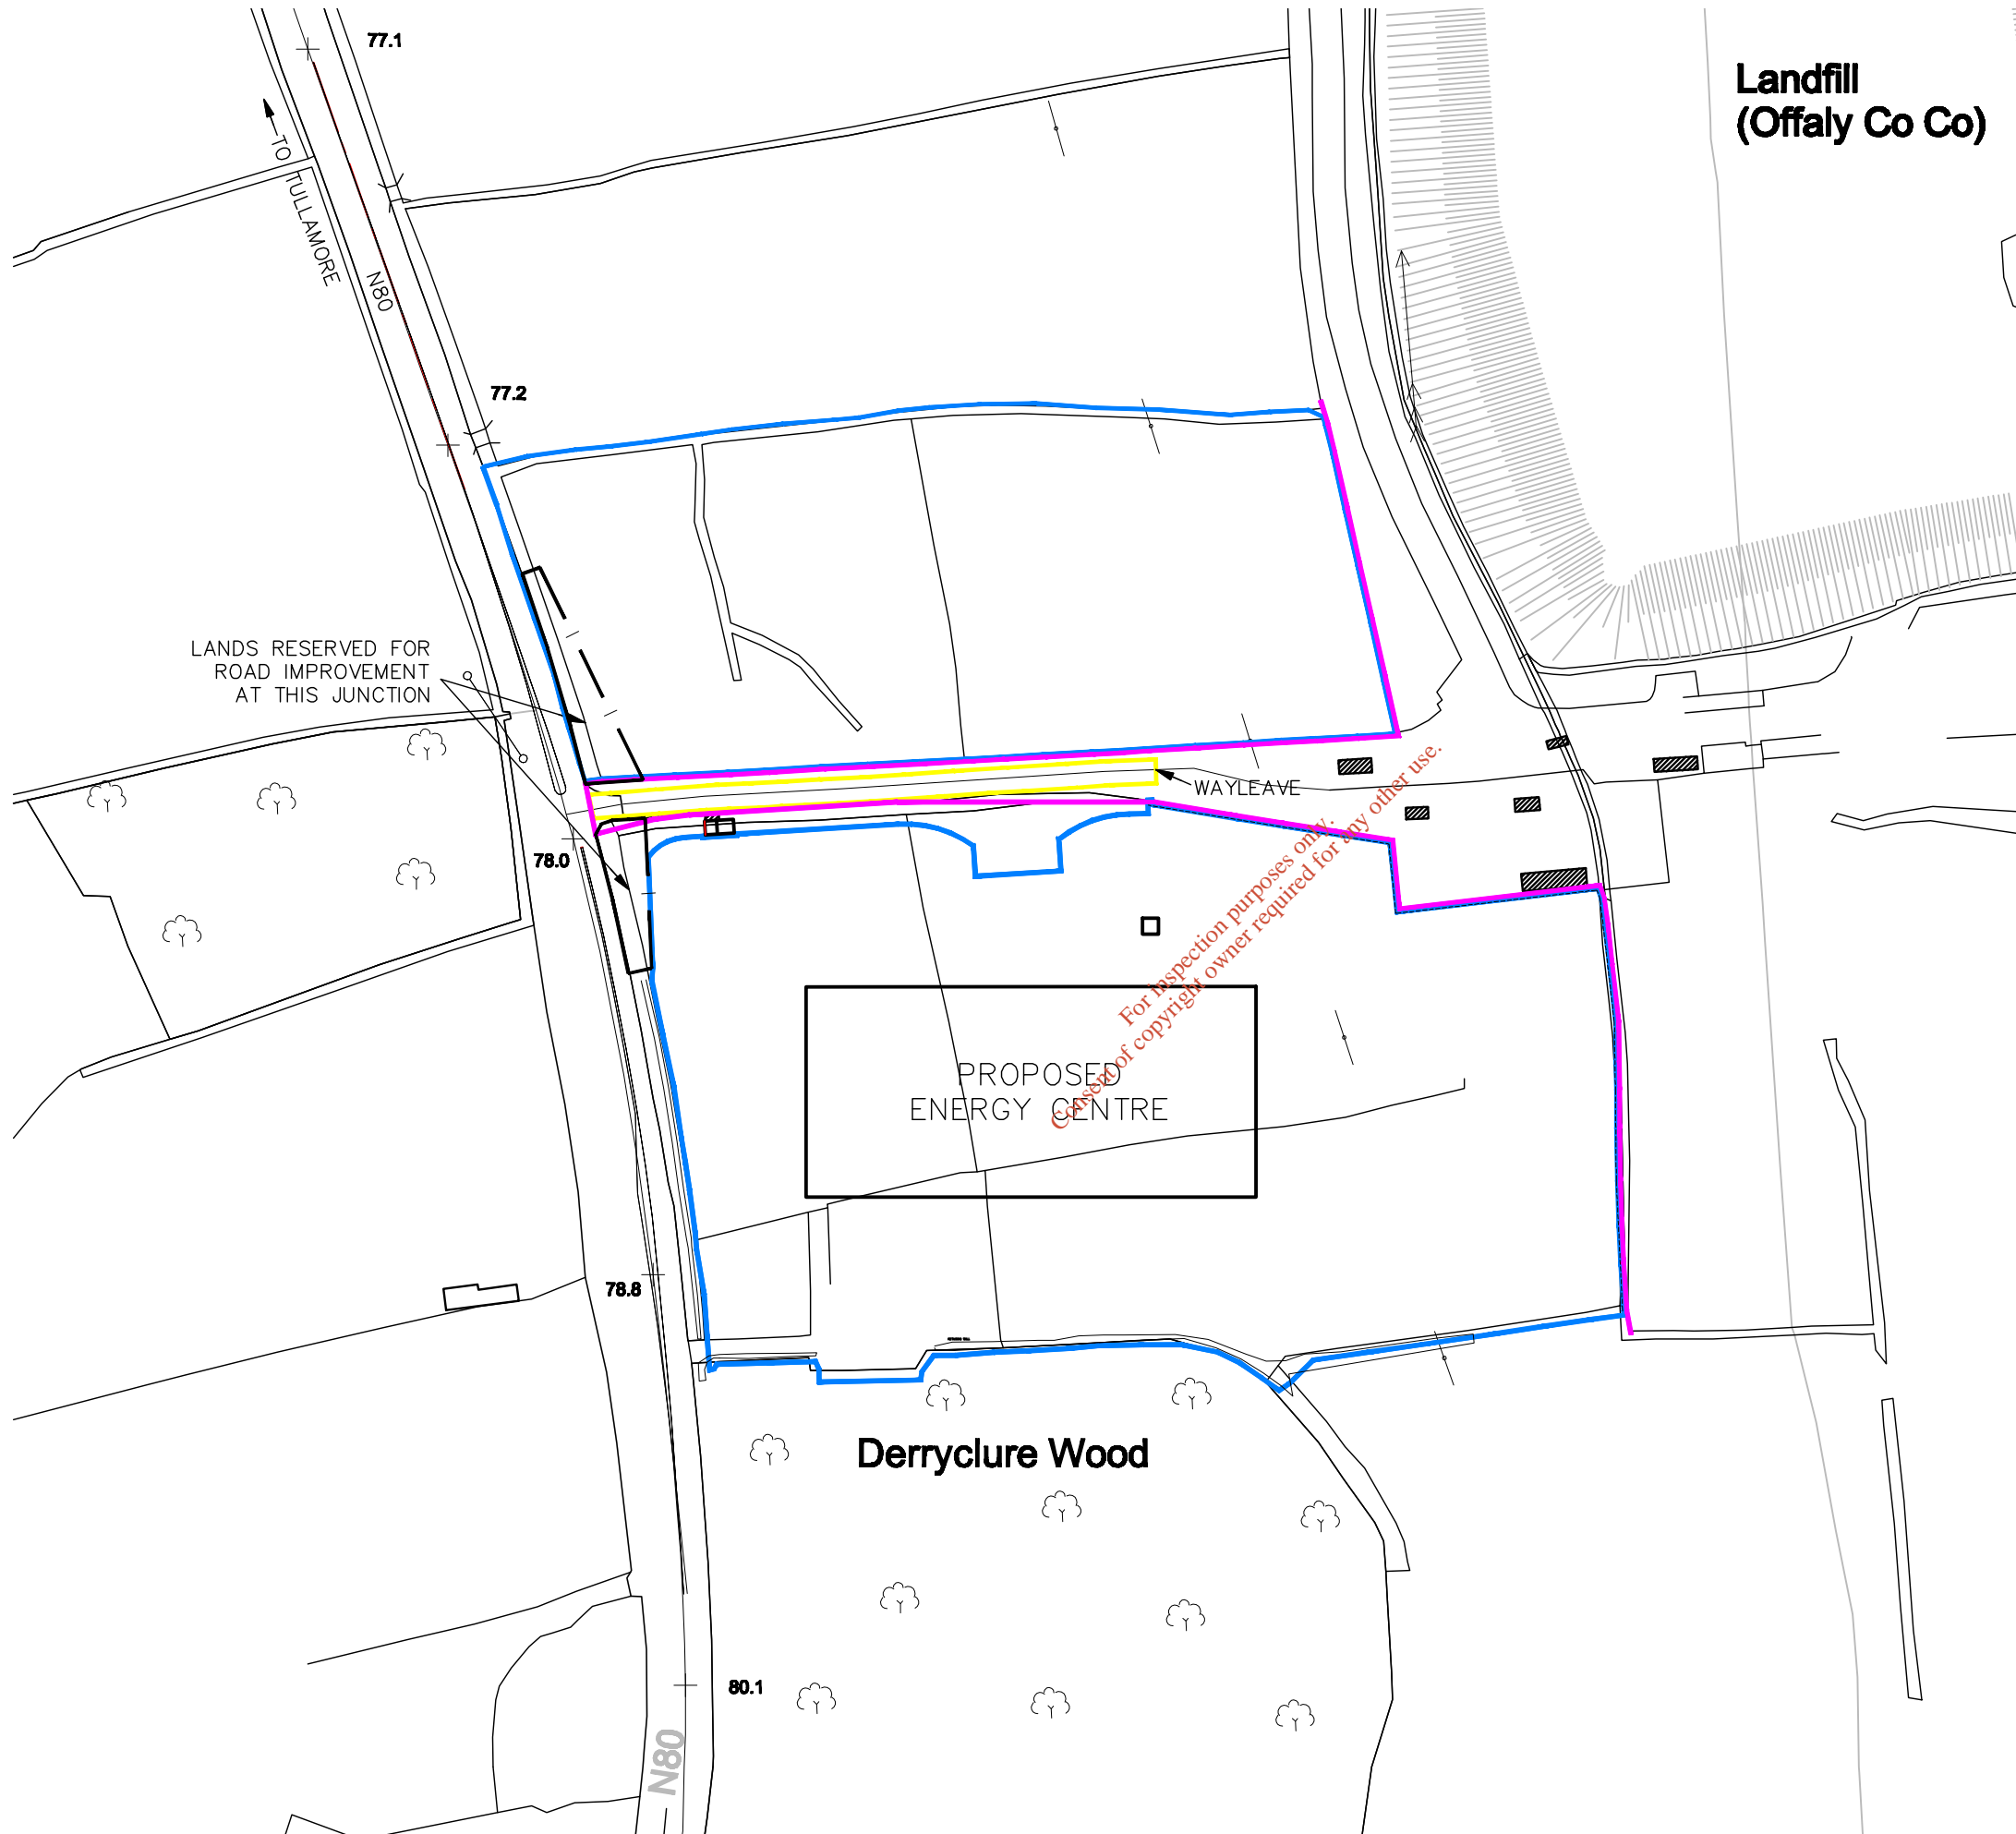 77.1
Landfill
(Offaly Co Co)
TO TULLAMORE
N80
77.2
LANDS RESERVED FOR
ROAD IMPROVEMENT
AT THIS JUNCTION
WAYLEAVE
78.0
For inspection purposes only.
Consent of copyright owner required for any other use.
PROPOSED
ENERGY CENTRE
78.8
Derryclure Wood
80.1
N80